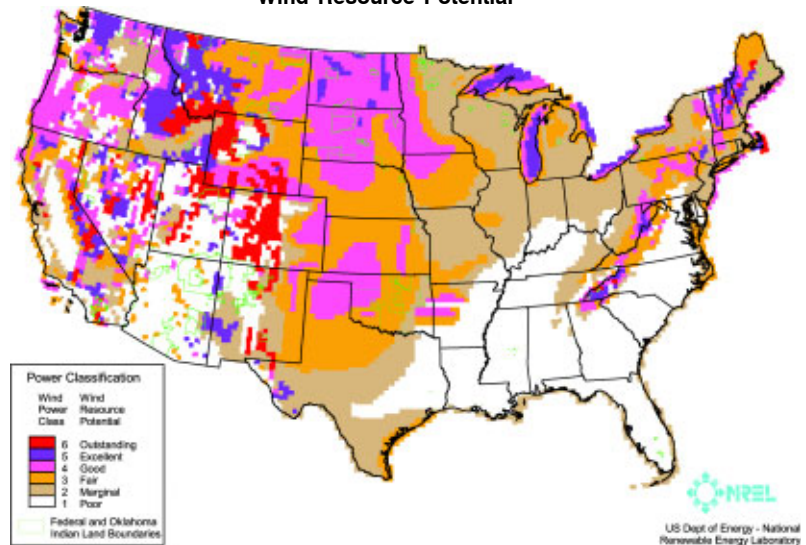 Wind Resource Potential
Power Classification
Wind Wind
Power Resource
Class Potential
6 Outstanding
5 Excellent
4 Good
3 Fair
2 Marginal
1 Poor
Federal and Oklahoma
Indian Land Boundaries
NREL
US Dept of Energy - National
Renewable Energy Laboratory